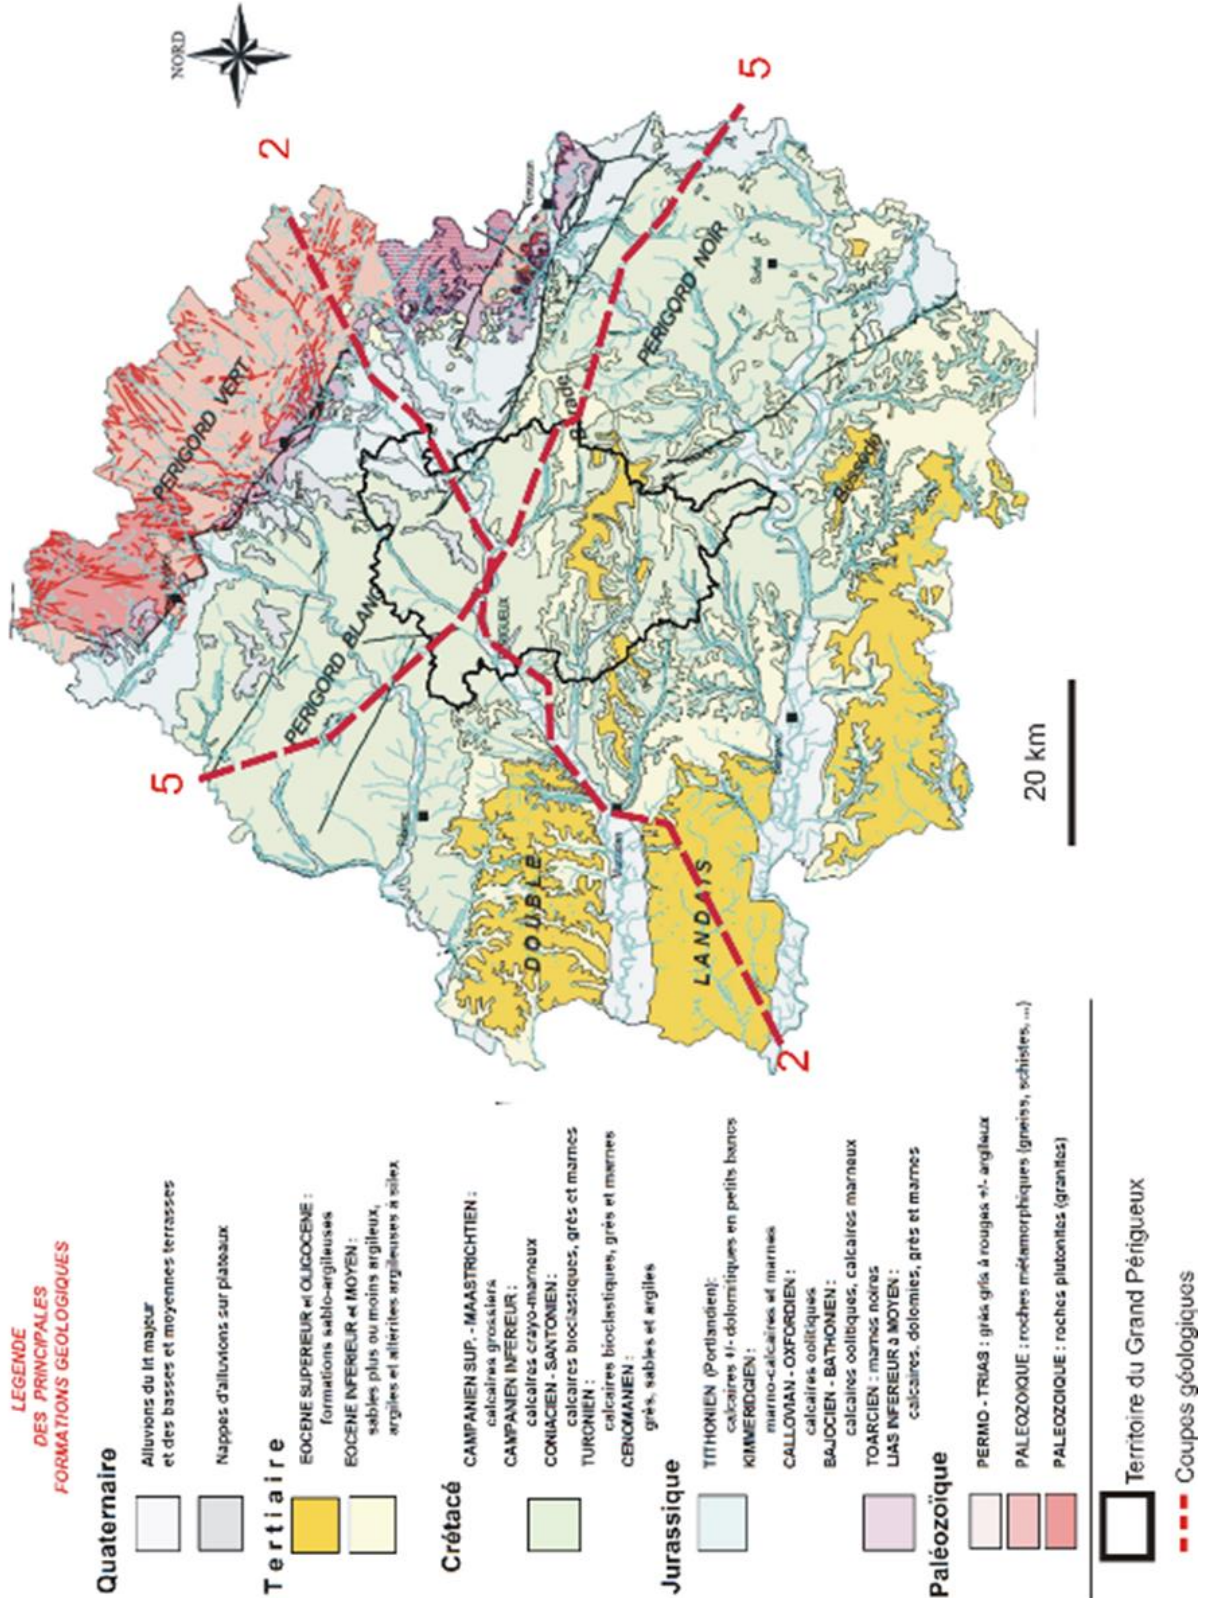 LEGENDE
DES PRINCIPALES
FORMATIONS GEOLOGIQUES
Quaternaire
Alluvions du lit majeur
et des basses et moyennes terrasses
Nappes d'alluvions sur plateaux
Tertiaire
EOCENE SUPERIEUR et OLIGOCENE :
formations sablo-argileuses
EOCENE INFERIEUR et MOYEN :
sables plus ou moins argileux,
argiles et altérites argileuses à silex
Crétacé
CAMPANIEN SUP. - MAASTRICHTIEN :
calcaires grossiers
CAMPANIEN INFERIEUR :
calcaires crayo-marneux
CONIACIEN - SANTONIEN :
calcaires bioclastiques, grès et marnes
TURONIEN :
calcaires bioclastiques, grès et marnes
CENOMANIEN :
grès, sables et argiles
Jurassique
TITHONIEN (Portlandien):
calcaires +/- dolomitiques en petits bancs
KIMMERIDGIEN :
marno-calcaires et marnes
CALLOVIAN - OXFORDIEN :
calcaires oolitiques
BAJOCIEN - BATHONIEN :
calcaires oolitiques, calcaires marneux
TOARCIEN : marnes noires
LIAS INFERIEUR à MOYEN :
calcaires, dolomies, grès et marnes
Paléozoïque
PERMO - TRIAS : grès gris à rouges +/- argileux
PALEOZOIQUE : roches métamorphiques (gneiss, schistes, ...)
PALEOZOIQUE : roches plutonites (granites)
Territoire du Grand Périgueux
Coupes géologiques
NORD
2
5
PERIGORD VERT
PERIGORD BLANC
PERIGORD NOIR
Terrasson
Sarlat
DOUBLE
LANDAIS
5
2
20 km